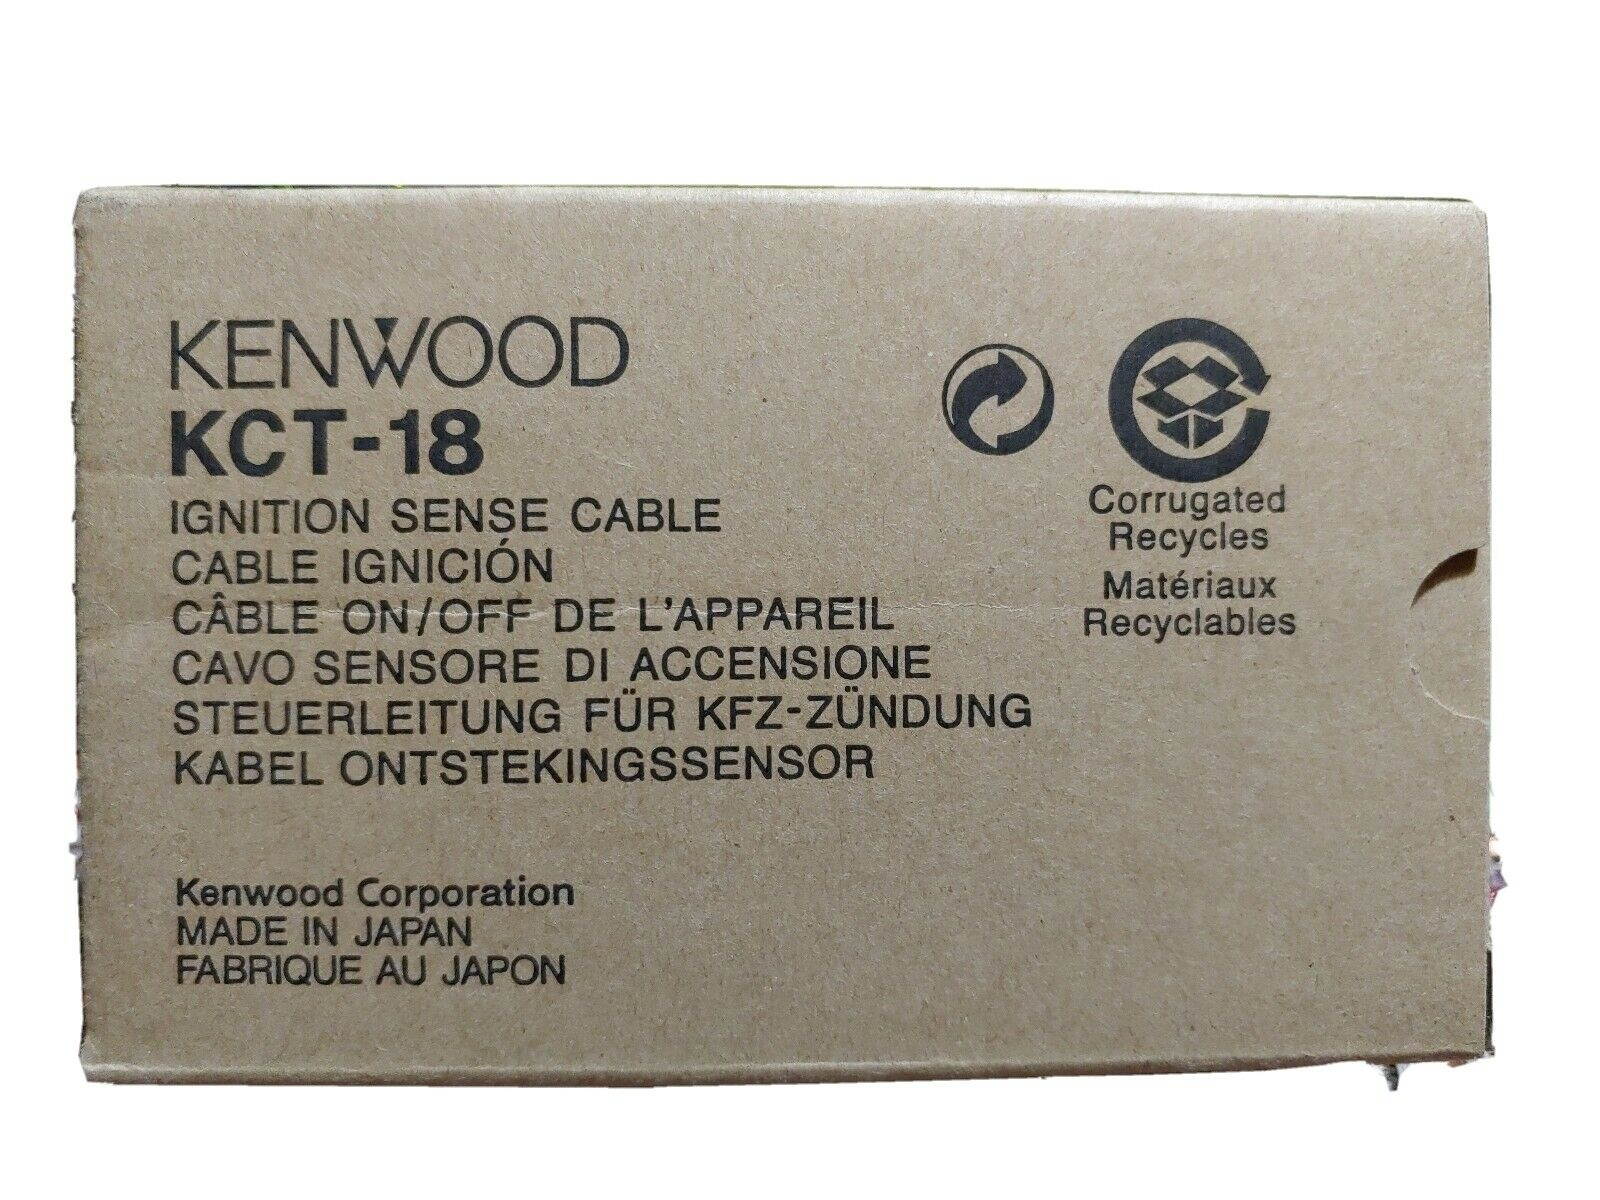 KENWOOD
KCT-18
IGNITION SENSE CABLE
CABLE IGNICIÓN
CÂBLE ON/OFF DE L'APPAREIL
CAVO SENSORE DI ACCENSIONE
STEUERLEITUNG FÜR KFZ-ZÜNDUNG
KABEL ONTSTEKINGSSENSOR
Kenwood Corporation
MADE IN JAPAN
FABRIQUE AU JAPON
Corrugated
Recycles
Matériaux
Recyclables